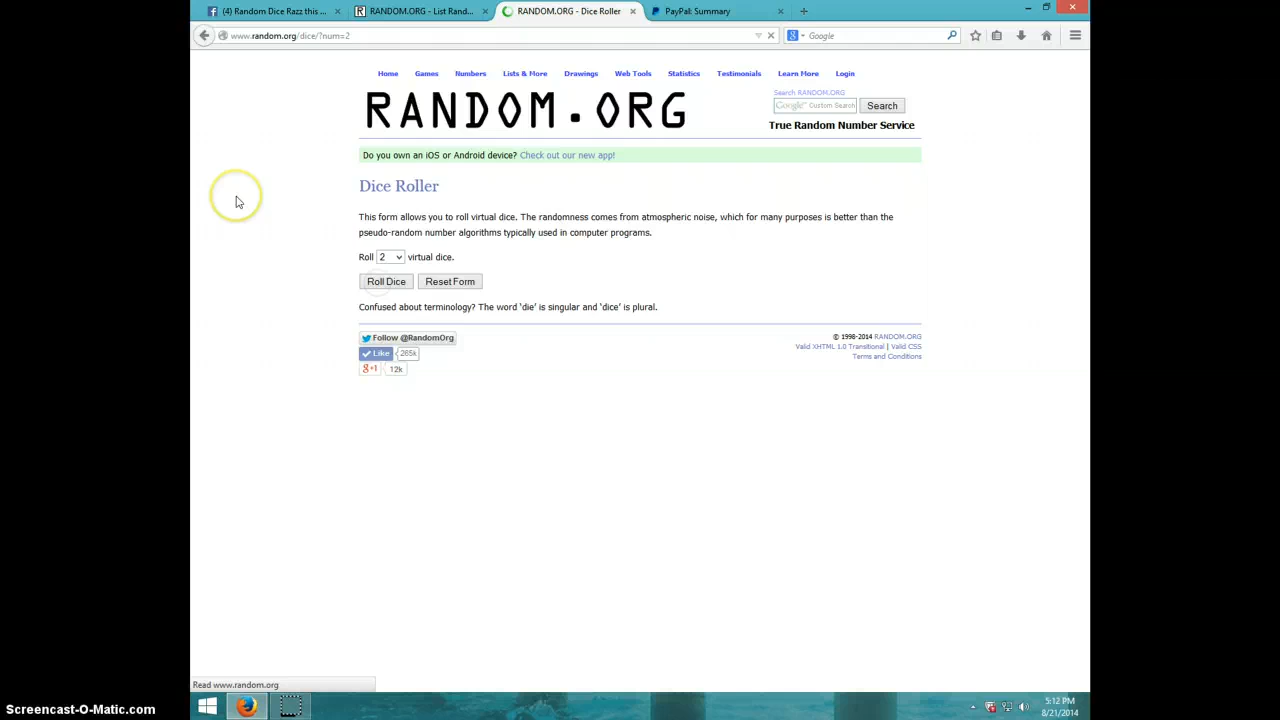 (4) Random Dice Razz this ...
RANDOM.ORG - List Rand...
RANDOM.ORG - Dice Roller
PayPal: Summary
www.random.org/dice/?num=2
Google
Home Games Numbers Lists & More Drawings Web Tools Statistics Testimonials Learn More Login
RANDOM.ORG
Search RANDOM.ORG
Google™ Custom Search
Search
True Random Number Service
Do you own an iOS or Android device? Check out our new app!
Dice Roller
This form allows you to roll virtual dice. The randomness comes from atmospheric noise, which for many purposes is better than the
pseudo-random number algorithms typically used in computer programs.
Roll 2 virtual dice.
Roll Dice Reset Form
Confused about terminology? The word ‘die’ is singular and ‘dice’ is plural.
Follow @RandomOrg
Like 265k
g+1 12k
© 1998-2014 RANDOM.ORG
Valid XHTML 1.0 Transitional | Valid CSS
Terms and Conditions
Read www.random.org
Screencast-O-Matic.com
5:12 PM
8/21/2014